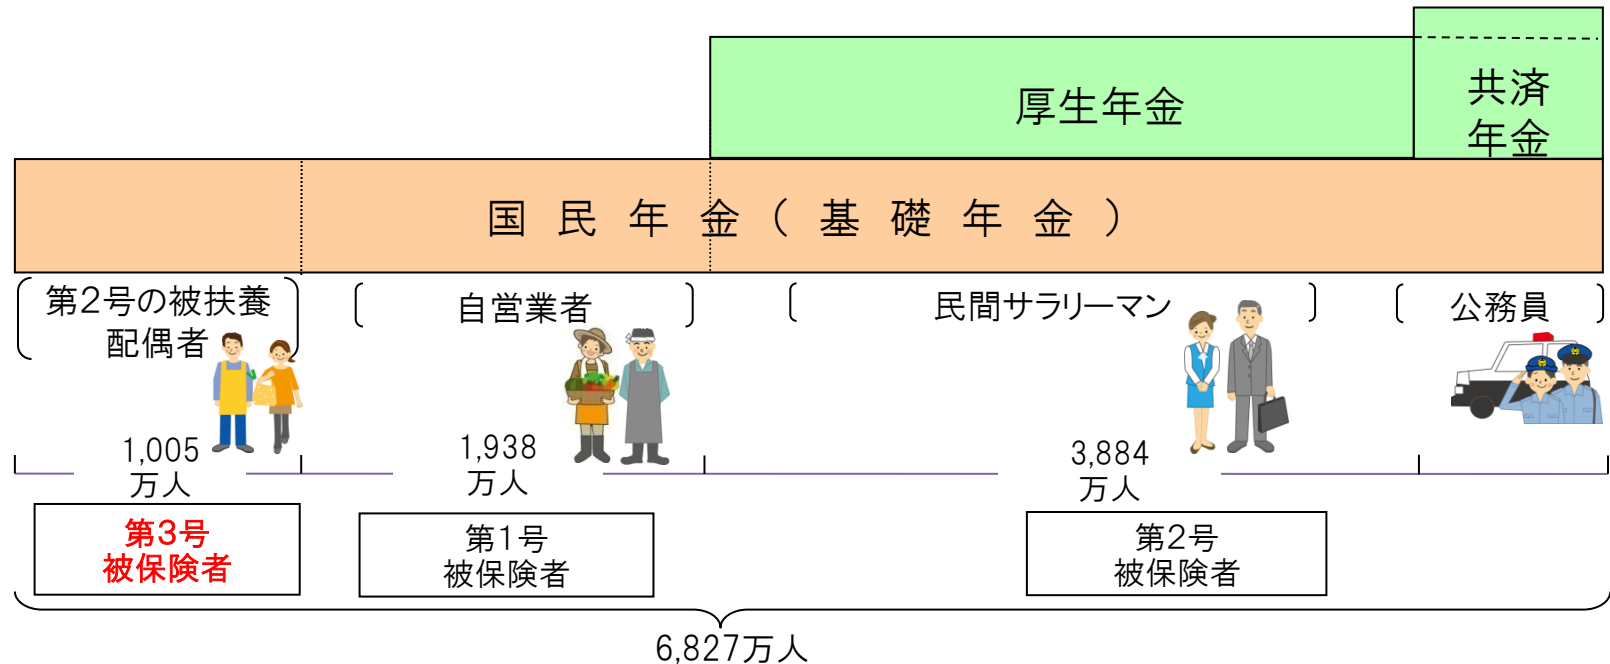 厚生年金
共済
年金
国民年金(基礎年金)
第2号の被扶養
配偶者
自営業者
民間サラリーマン
公務員
1,005
万人
1,938
万人
3,884
万人
第3号
被保険者
第1号
被保険者
第2号
被保険者
6,827万人